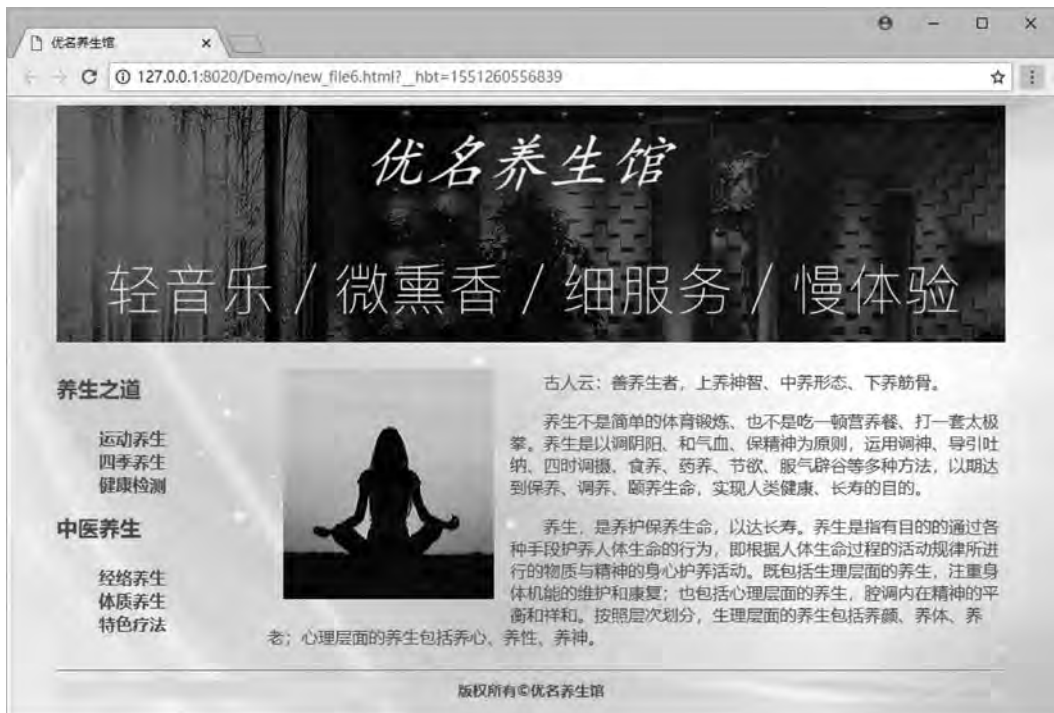 优名养生馆
127.0.0.1:8020/Demo/new_file6.html?__hbt=1551260556839
优名养生馆
轻音乐 / 微熏香 / 细服务 / 慢体验
养生之道
运动养生
四季养生
健康检测
中医养生
经络养生
体质养生
特色疗法
古人云：善养生者，上养神智、中养形态、下养筋骨。
养生不是简单的体育锻炼、也不是吃一顿营养餐、打一套太极
拳。养生是以调阴阳、和气血、保精神为原则，运用调神、导引吐
纳、四时调摄、食养、药养、节欲、服气辟谷等多种方法，以期达
到保养、调养、颐养生命，实现人类健康、长寿的目的。
养生，是养护保养生命，以达长寿。养生是指有目的的通过各
种手段护养人体生命的行为，即根据人体生命过程的活动规律所进
行的物质与精神的身心护养活动。既包括生理层面的养生，注重身
体机能的维护和康复；也包括心理层面的养生，腔调内在精神的平
衡和祥和。按照层次划分，生理层面的养生包括养颜、养体、养
老；心理层面的养生包括养心、养性、养神。
版权所有©优名养生馆